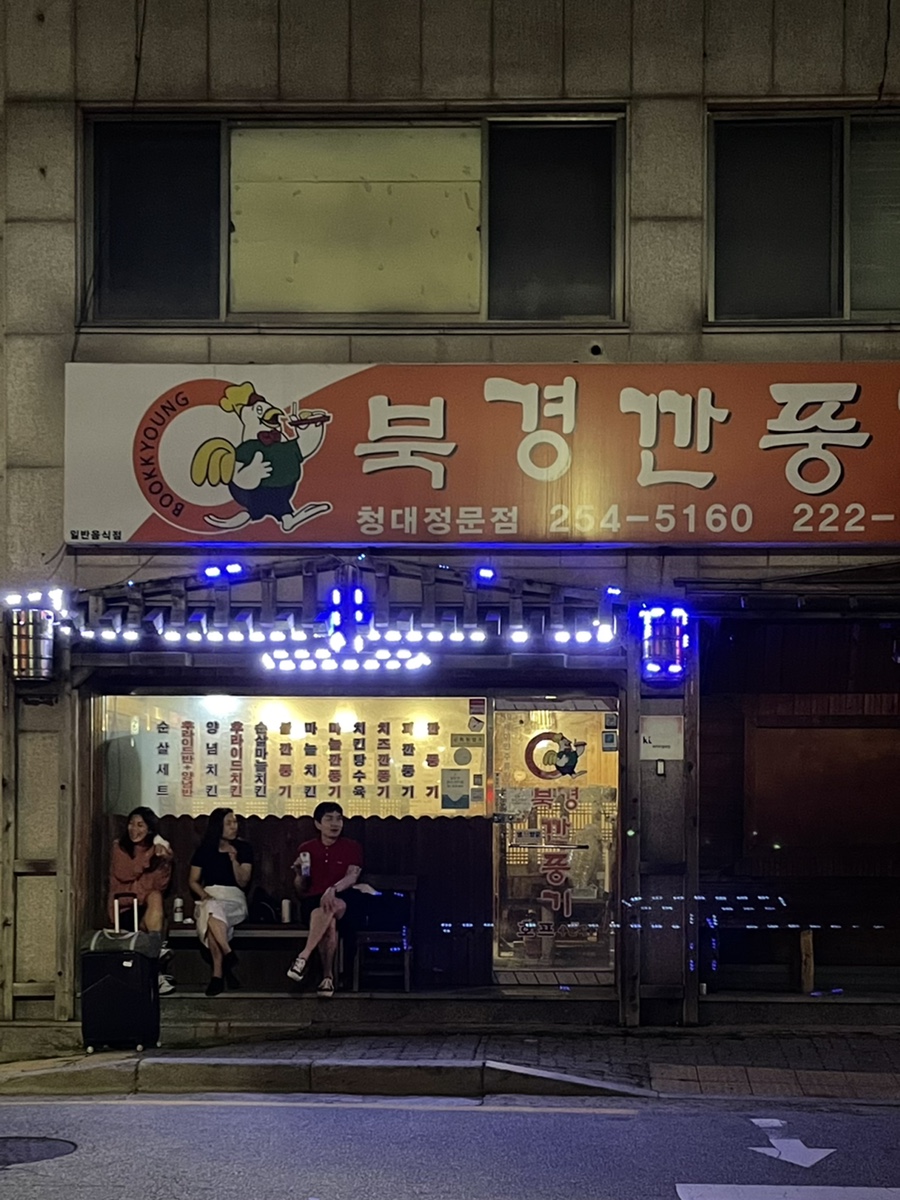 BOOKKYOUNG
북경깐풍
청대정문점 254-5160 222-
일반음식점
순살세트
후라이드반+양념반
양념치킨
후라이드치킨
순살마늘치킨
불깐풍기
마늘치킨
마늘깐풍기
치킨탕수육
치즈깐풍기
파깐풍기
깐풍기
북경
깐풍기